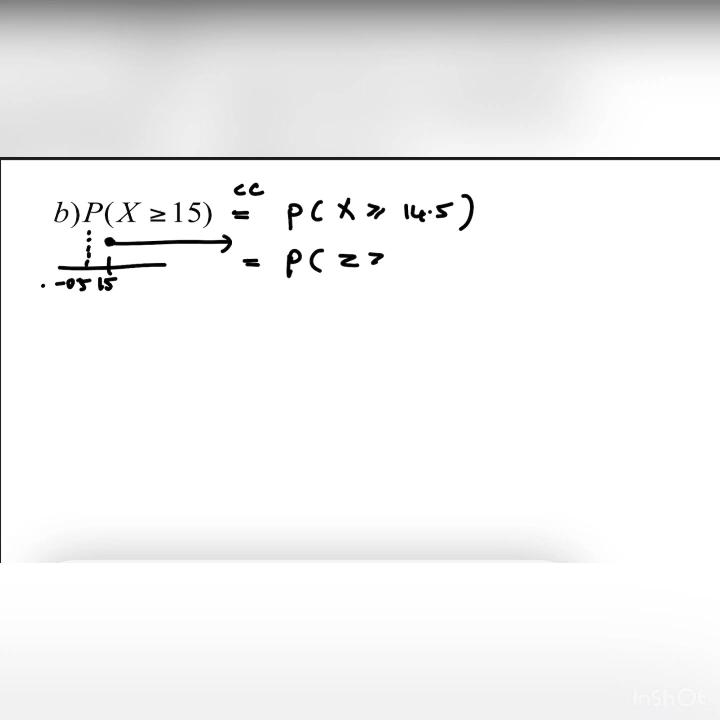 b) P(X ≥ 15) cc = P(X ≥ 14.5)
= P(Z ≥
-0.5 15
InShOt